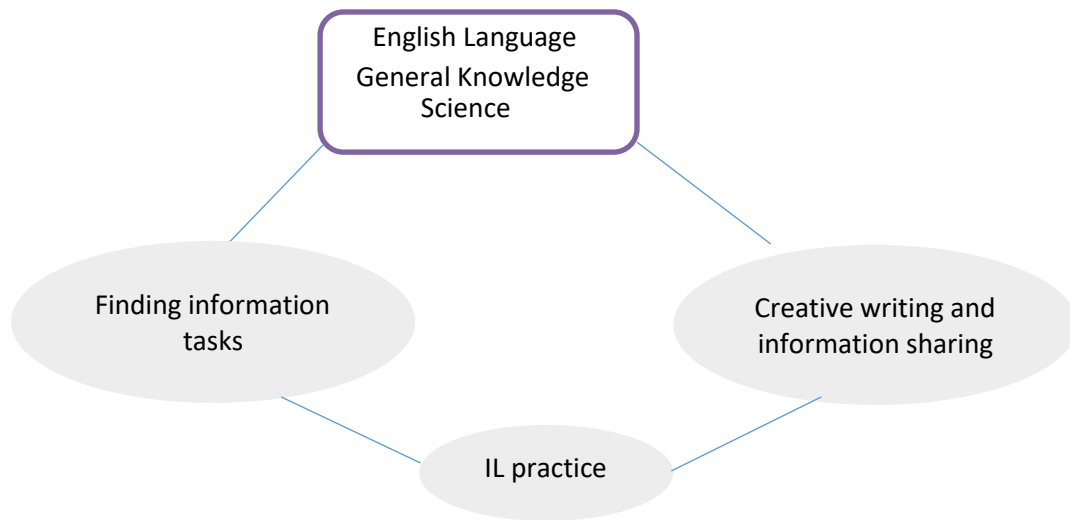 English Language
General Knowledge
Science
Finding information
tasks
Creative writing and
information sharing
IL practice